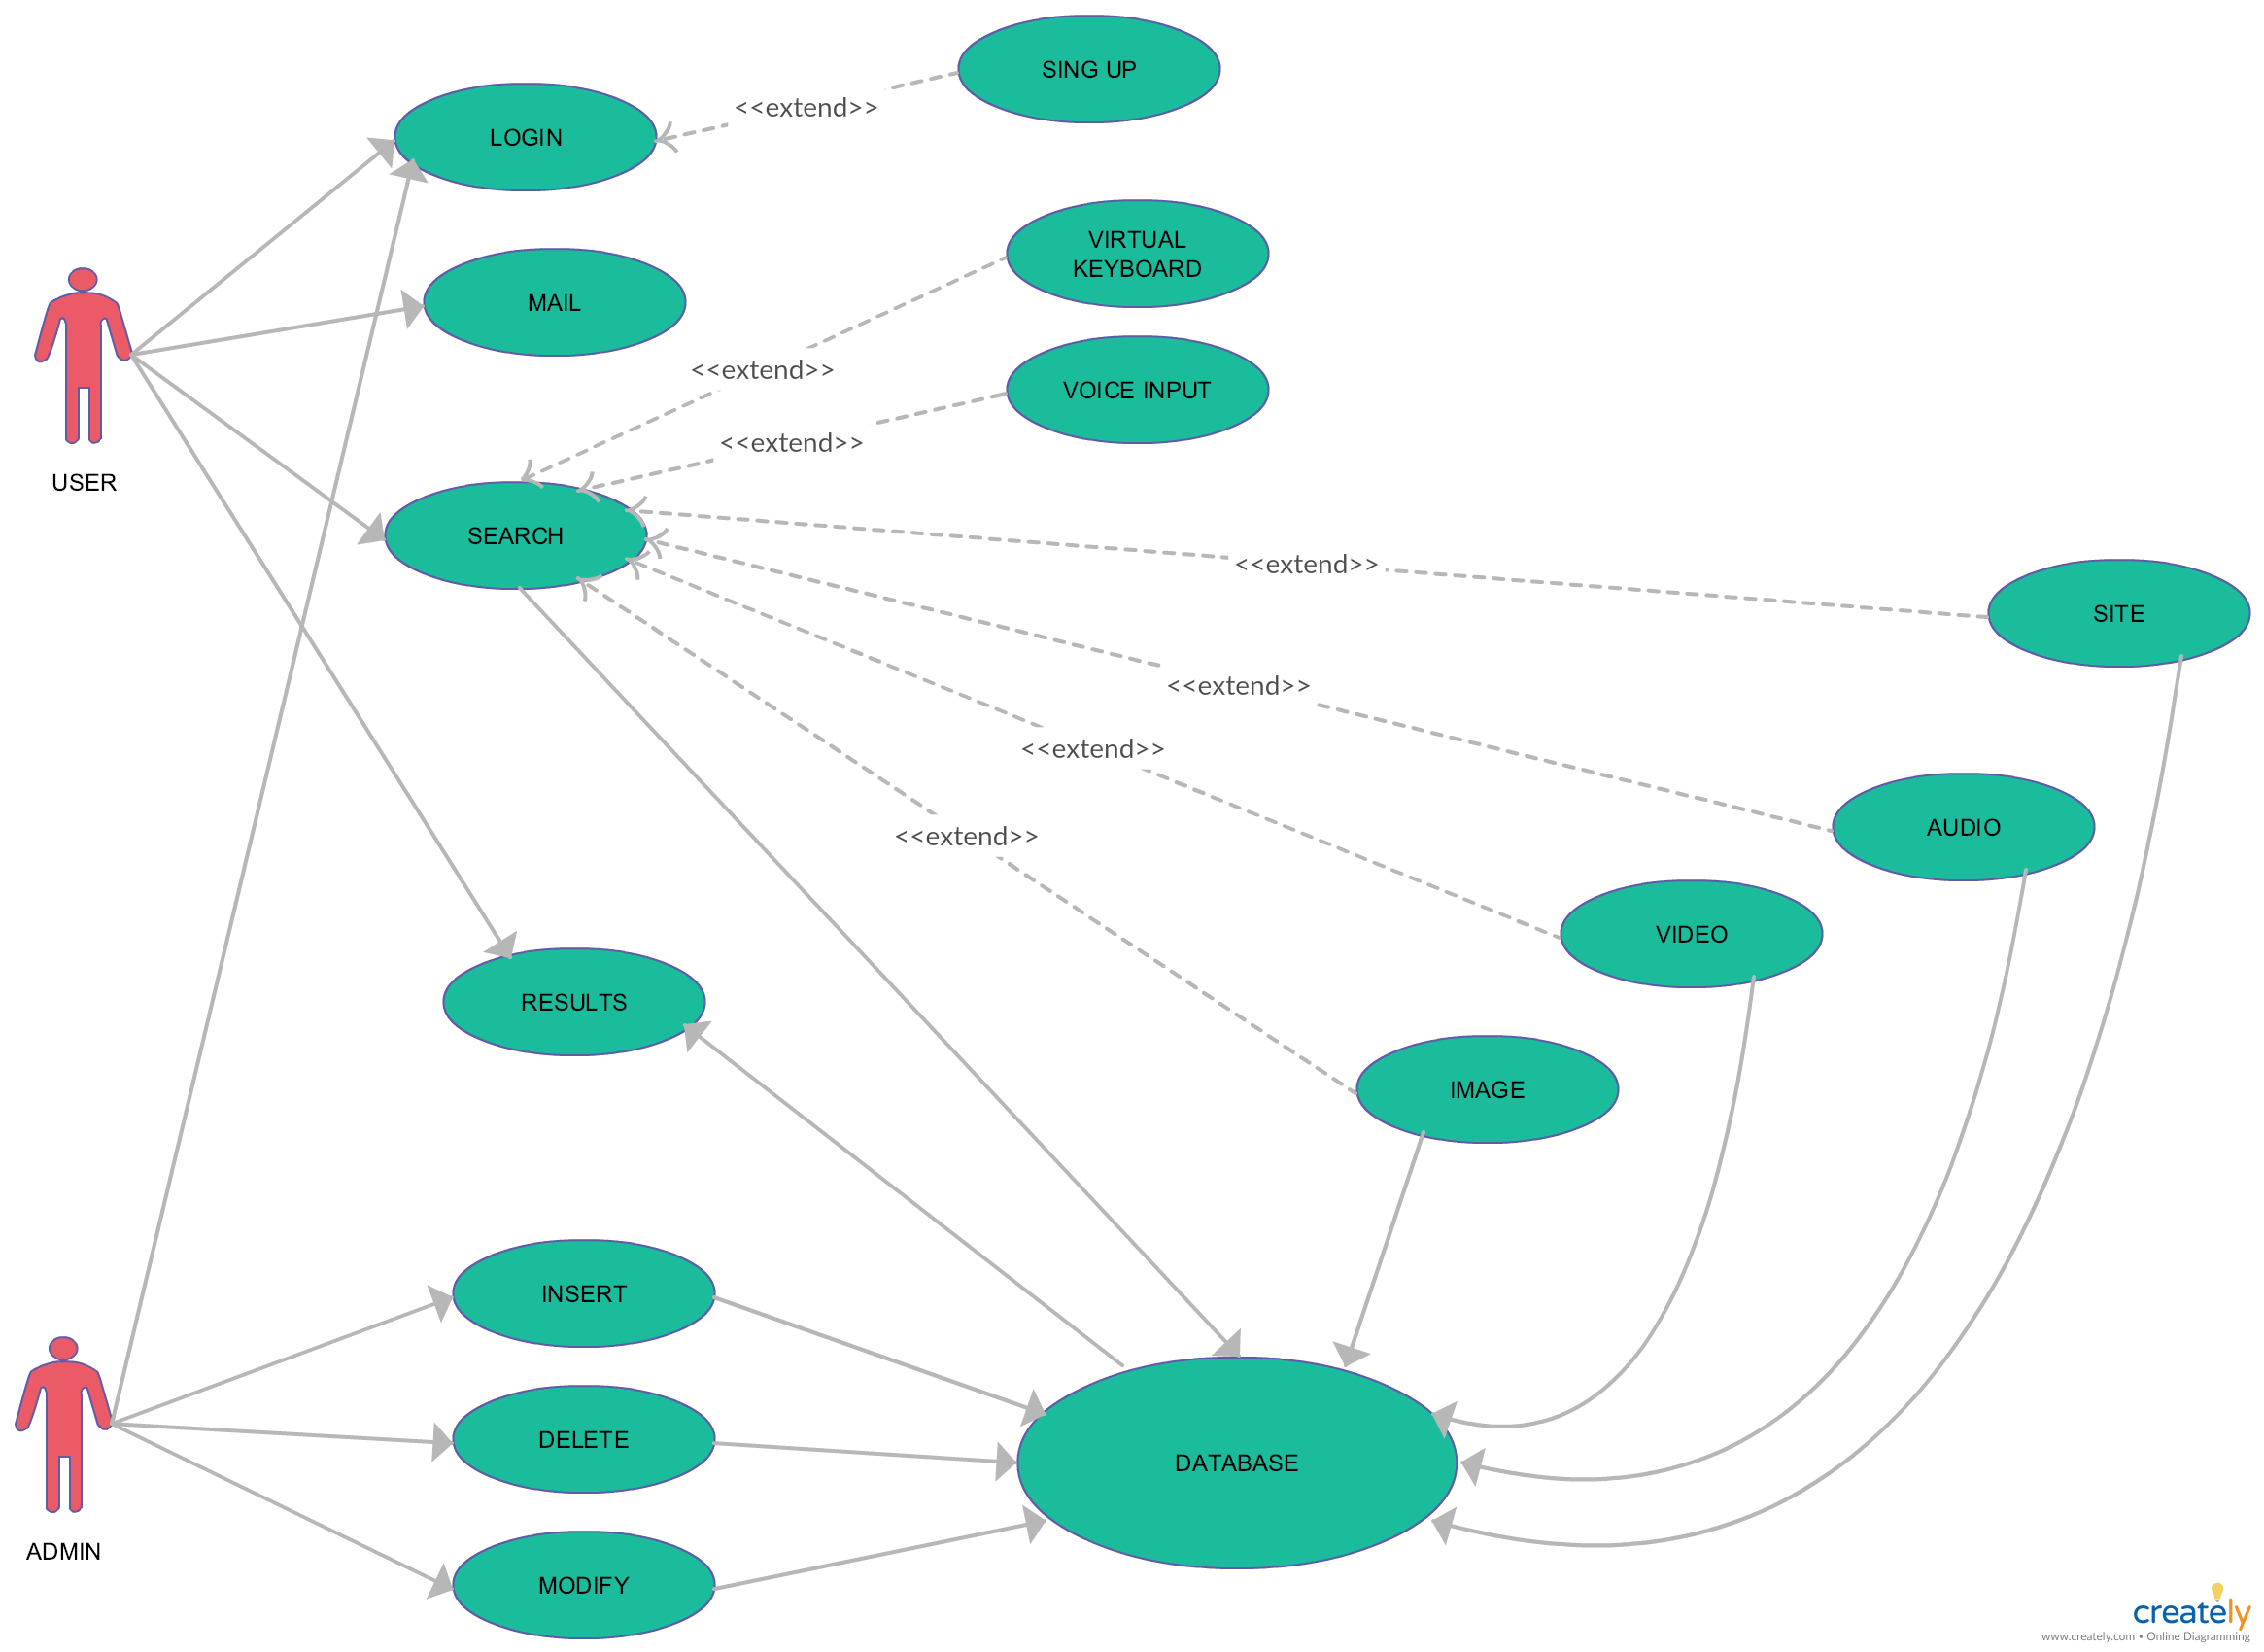 SING UP
<<extend>>
LOGIN
VIRTUAL
KEYBOARD
MAIL
<<extend>>
VOICE INPUT
<<extend>>
USER
SEARCH
<<extend>>
SITE
<<extend>>
<<extend>>
AUDIO
<<extend>>
VIDEO
RESULTS
IMAGE
INSERT
DELETE
DATABASE
ADMIN
MODIFY
creately
www.creately.com • Online Diagramming